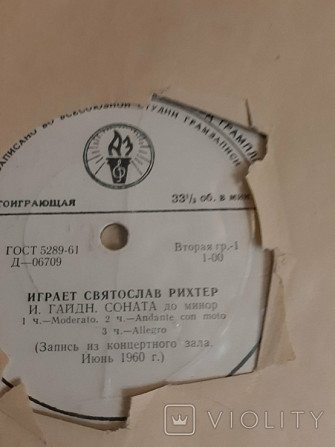 ЗАПИСАНО ВО ВСЕСОЮЗНОЙ СТУДИИ ГРАМЗАПИСИ
33⅓ об. в мин.
ГОСТ 5289-61
Д—06709
Вторая гр.-1
1-00
ИГРАЕТ СВЯТОСЛАВ РИХТЕР
И. ГАЙДН. СОНАТА до минор
1 ч.—Moderato. 2 ч.—Andante con moto
3 ч.—Allegro
(Запись из концертного зала.
Июнь 1960 г.)
VIOLITY